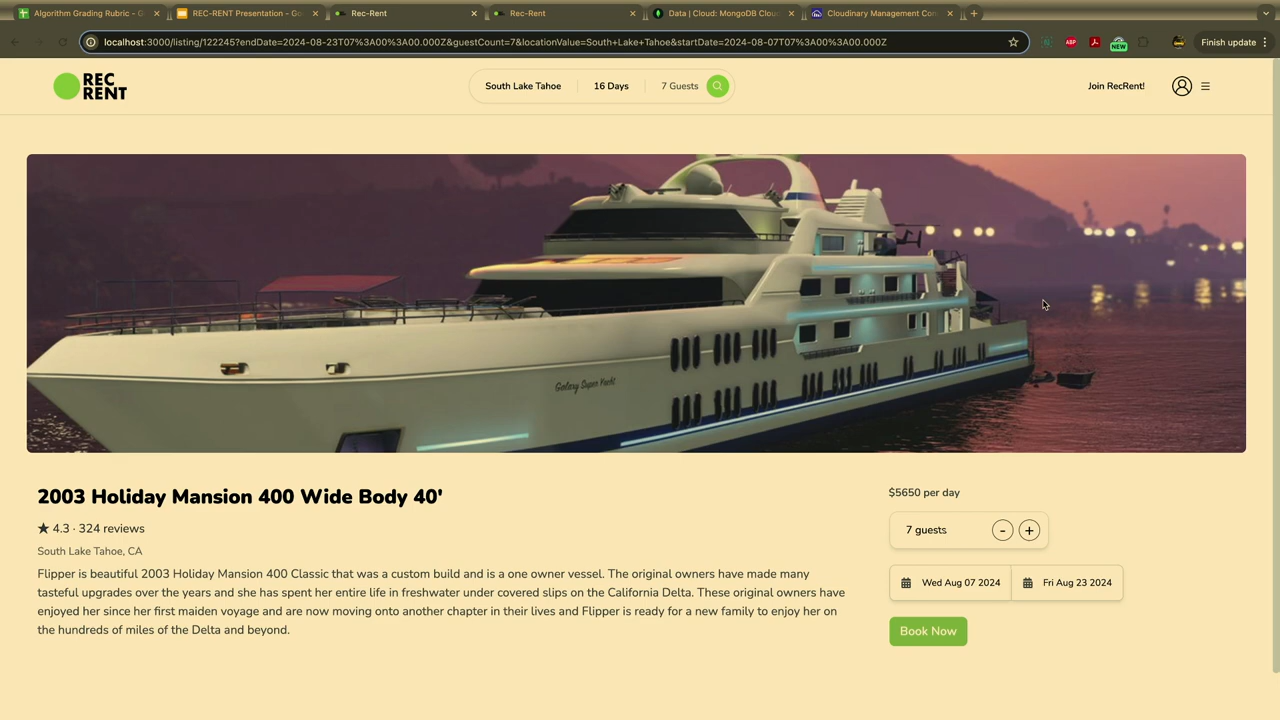 Algorithm Grading Rubric - G
REC-RENT Presentation - Go
Rec-Rent
Rec-Rent
Data | Cloud: MongoDB Clou
Cloudinary Management Con
localhost:3000/listing/122245?endDate=2024-08-23T07%3A00%3A00.000Z&guestCount=7&locationValue=South+Lake+Tahoe&startDate=2024-08-07T07%3A00%3A00.000Z
ABP
NEW
Finish update
REC
RENT
South Lake Tahoe
16 Days
7 Guests
Join RecRent!
Galaxy Super Yacht
2003 Holiday Mansion 400 Wide Body 40'
★ 4.3 · 324 reviews
South Lake Tahoe, CA
Flipper is beautiful 2003 Holiday Mansion 400 Classic that was a custom build and is a one owner vessel. The original owners have made many
tasteful upgrades over the years and she has spent her entire life in freshwater under covered slips on the California Delta. These original owners have
enjoyed her since her first maiden voyage and are now moving onto another chapter in their lives and Flipper is ready for a new family to enjoy her on
the hundreds of miles of the Delta and beyond.
$5650 per day
7 guests
- +
Wed Aug 07 2024
Fri Aug 23 2024
Book Now